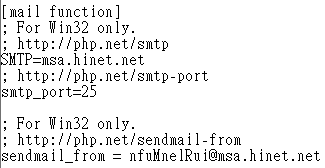 [mail function]
; For Win32 only.
; http://php.net/smtp
SMTP=msa.hinet.net
; http://php.net/smtp-port
smtp_port=25

; For Win32 only.
; http://php.net/sendmail-from
sendmail_from = nfuMnelRui@msa.hinet.net